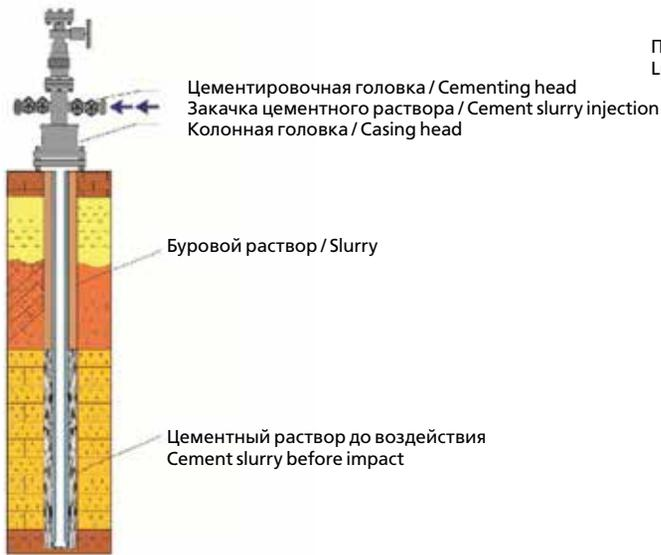 П
L
Цементировочная головка / Cementing head
Закачка цементного раствора / Cement slurry injection
Колонная головка / Casing head
Буровой раствор / Slurry
Цементный раствор до воздействия
Cement slurry before impact